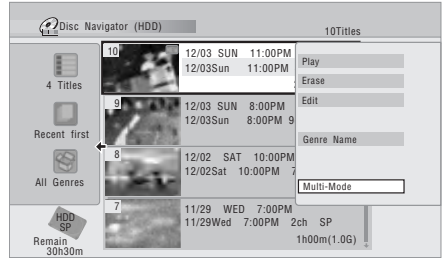 Disc Navigator (HDD)
10Titles
4 Titles
Recent first
All Genres
HDD
SP
Remain
30h30m
10
12/03 SUN 11:00PM
12/03Sun 11:00PM
9
12/03 SUN 8:00PM
12/03Sun 8:00PM 9
8
12/02 SAT 10:00PM
12/02Sat 10:00PM 7
7
11/29 WED 7:00PM
11/29Wed 7:00PM 2ch SP
1h00m(1.0G)
Play
Erase
Edit
Genre Name
Multi-Mode